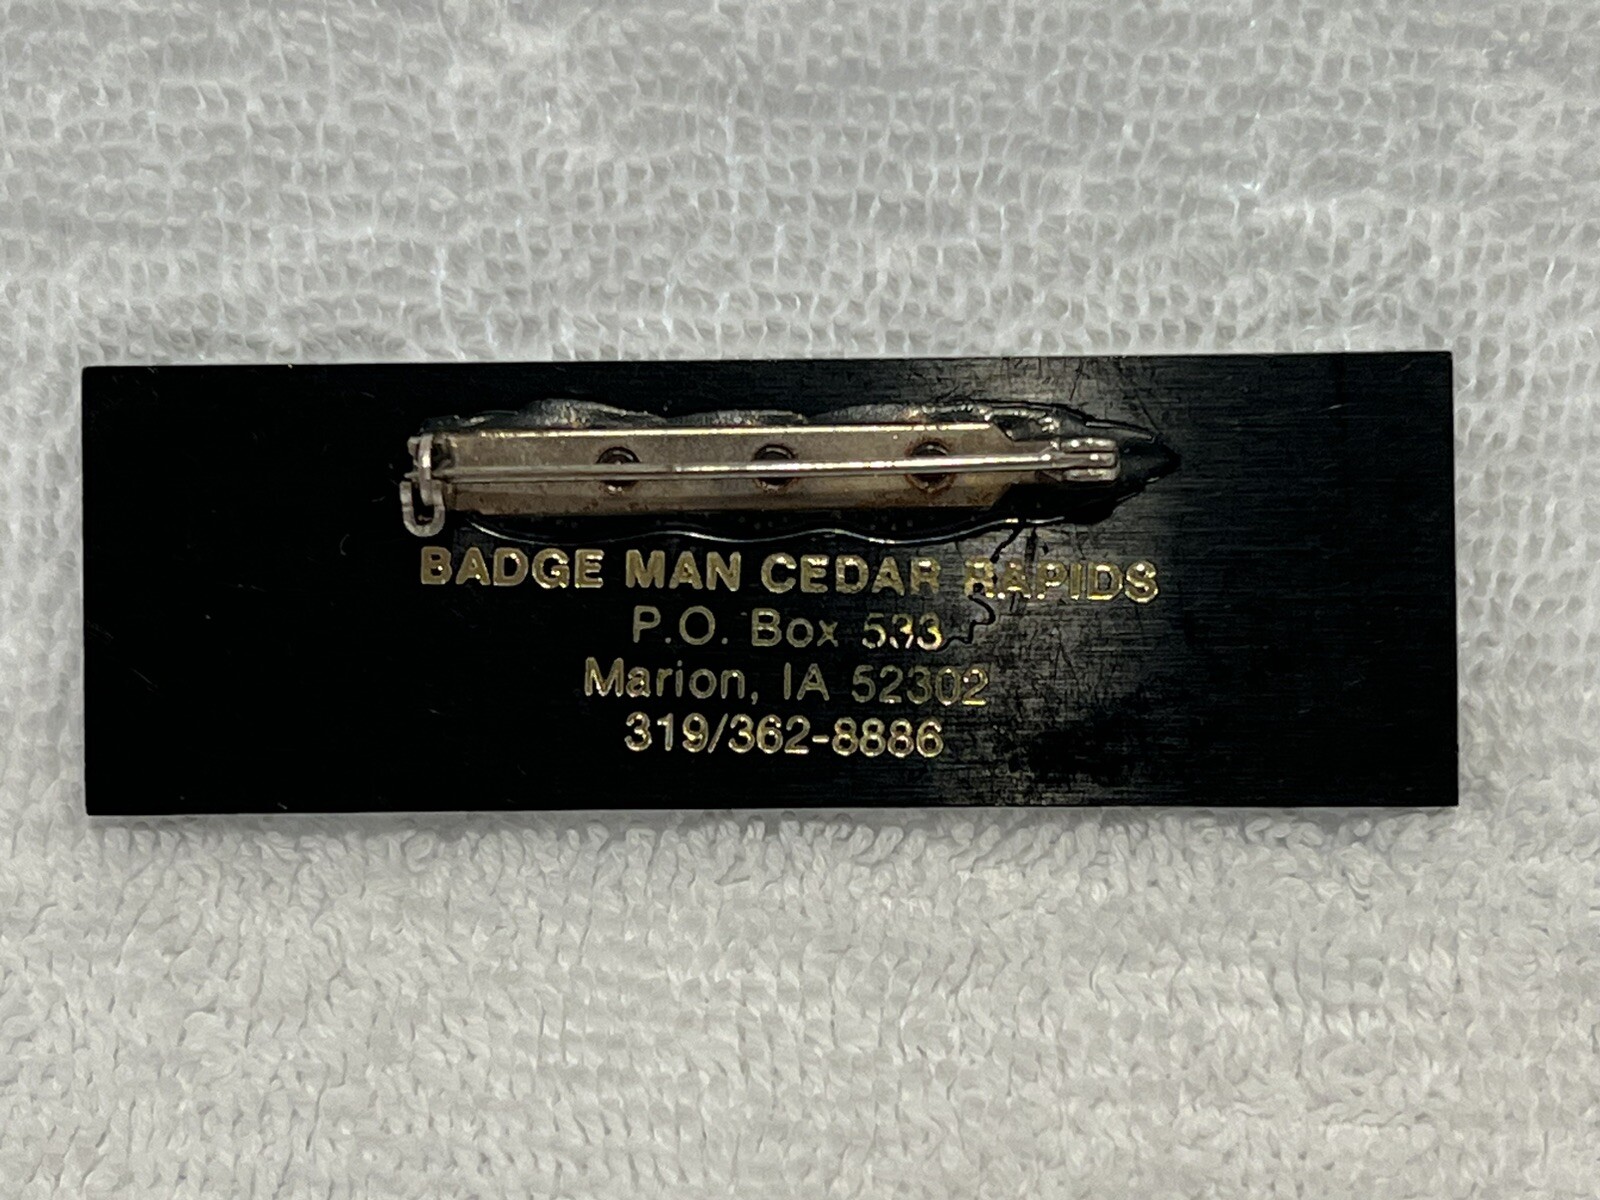 BADGE MAN CEDAR RAPIDS
P.O. Box 533
Marion, IA 52302
319/362-8886